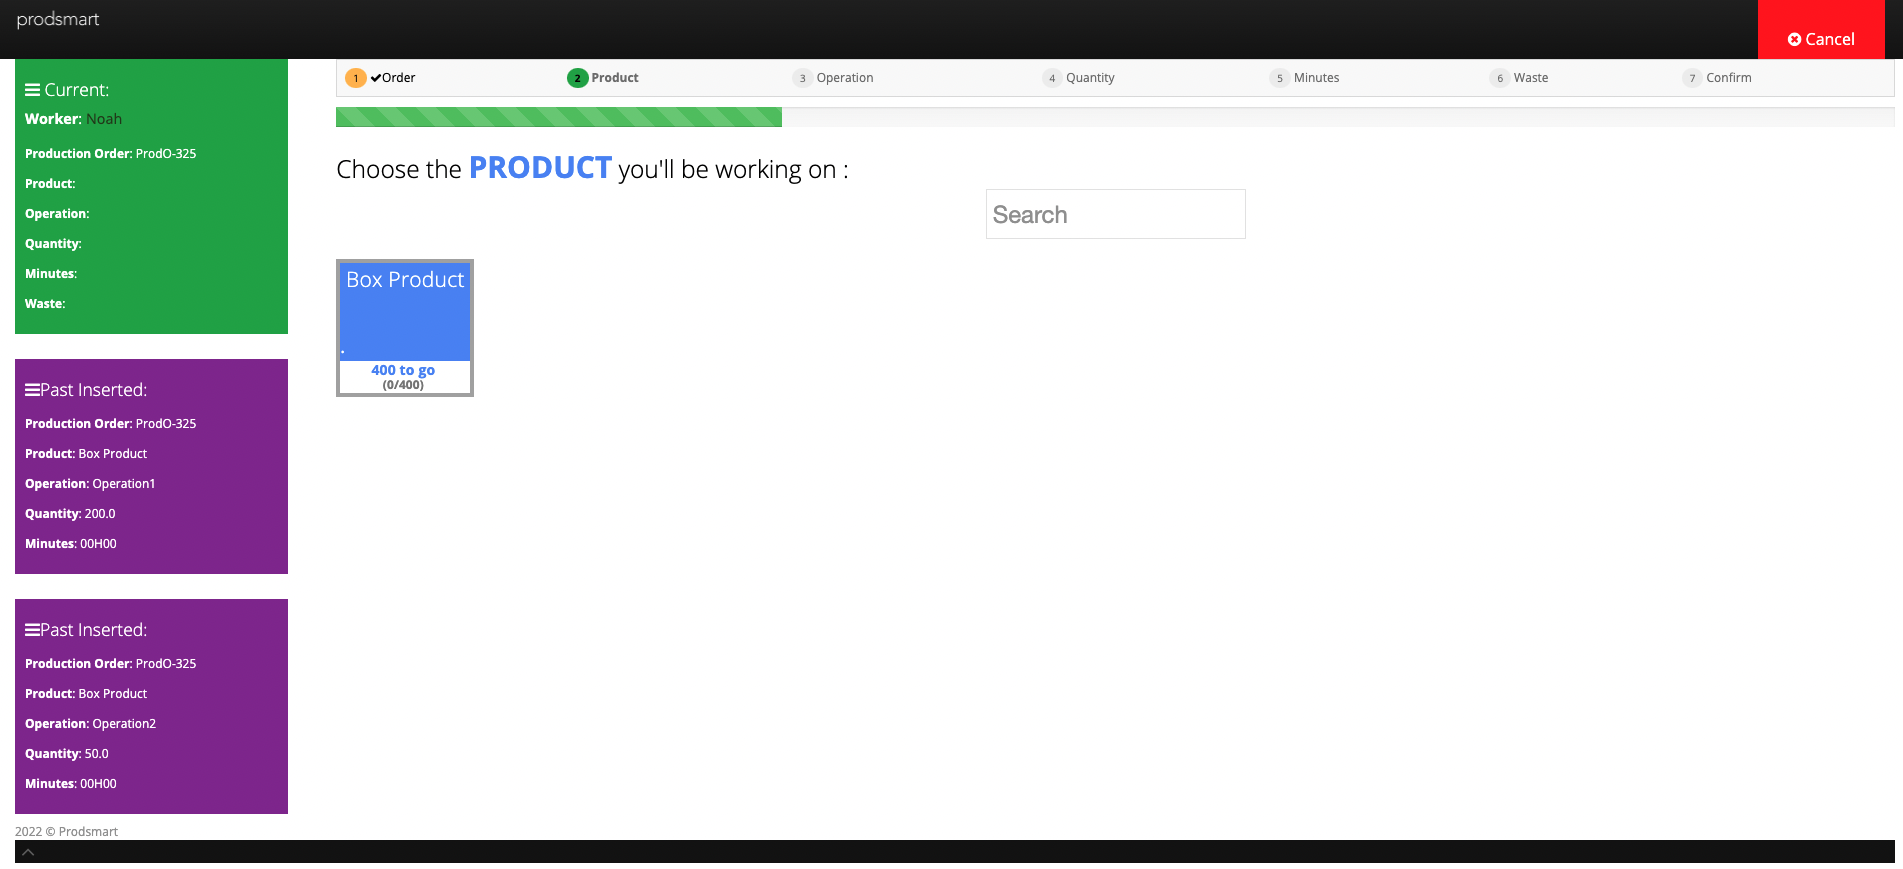 prodsmart
Cancel
Current:
Worker: Noah
Production Order: ProdO-325
Product:
Operation:
Quantity:
Minutes:
Waste:
Past Inserted:
Production Order: ProdO-325
Product: Box Product
Operation: Operation1
Quantity: 200.0
Minutes: 00H00
Past Inserted:
Production Order: ProdO-325
Product: Box Product
Operation: Operation2
Quantity: 50.0
Minutes: 00H00
2022 © Prodsmart
1 Order 2 Product 3 Operation 4 Quantity 5 Minutes 6 Waste 7 Confirm
Choose the PRODUCT you'll be working on :
Search
Box Product
.
400 to go
(0/400)